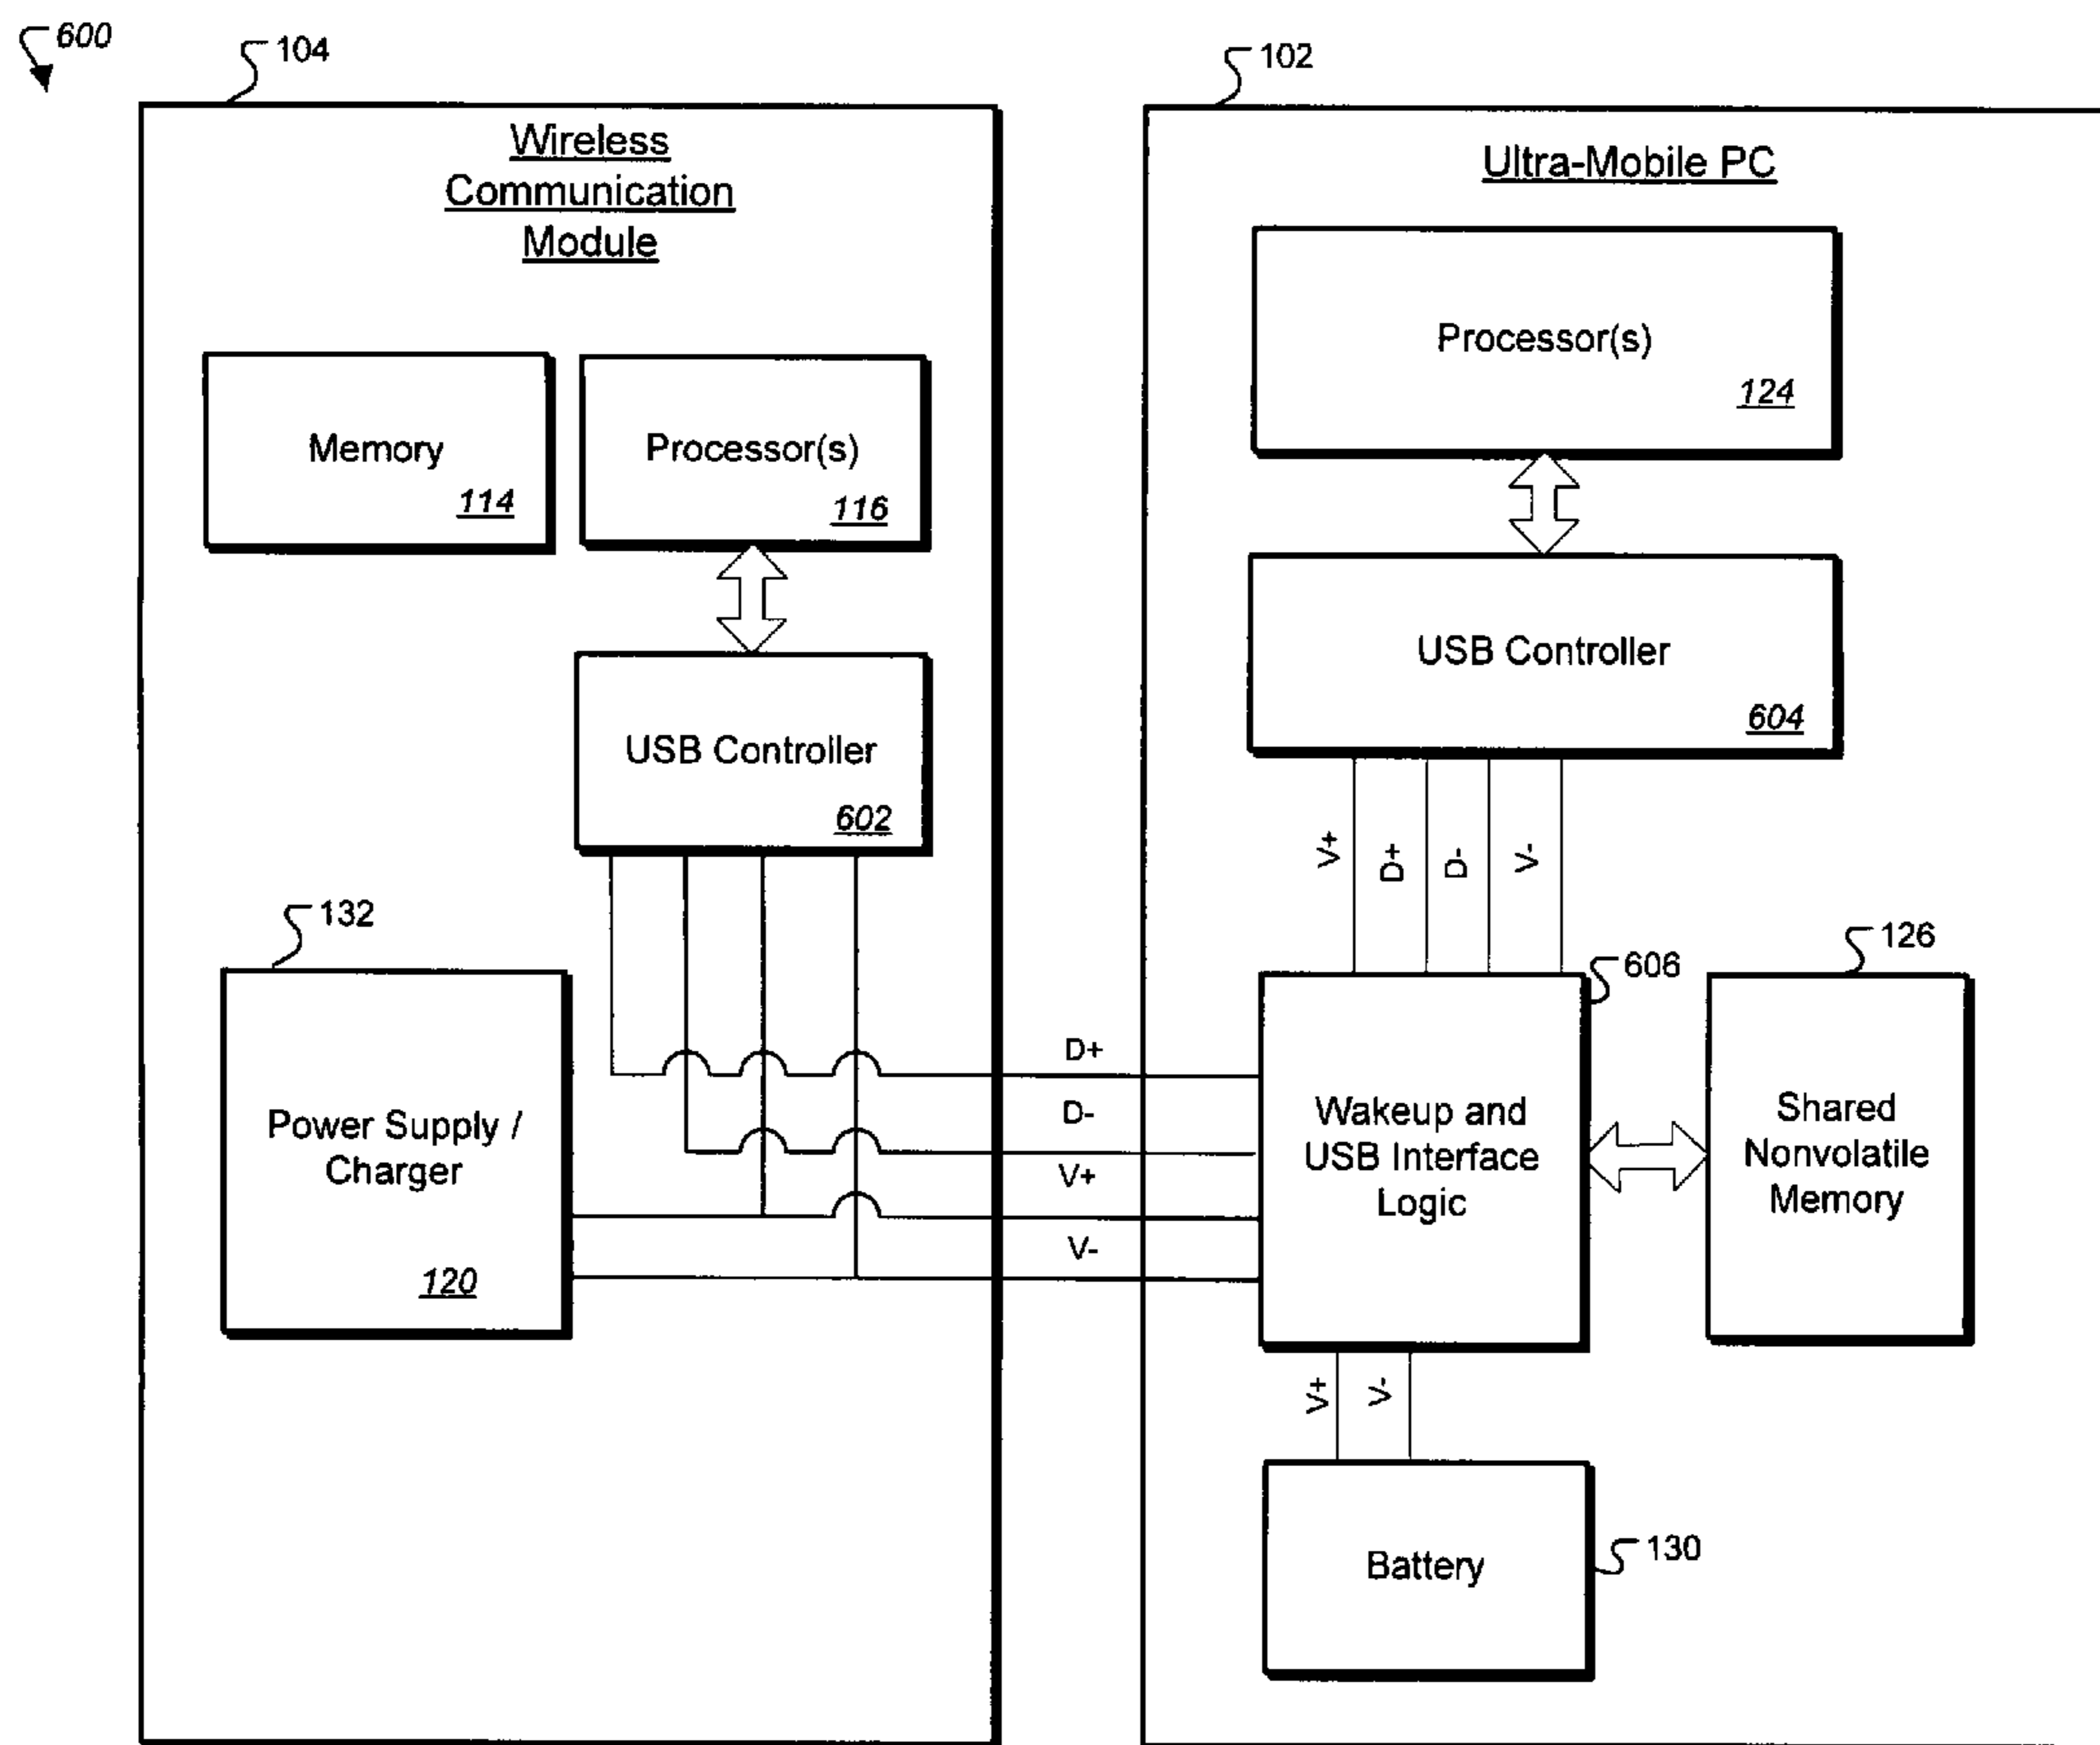 600
104
Wireless
Communication
Module
Memory
114
Processor(s)
116
USB Controller
602
132
Power Supply /
Charger
120
D+
D-
V+
V-
102
Ultra-Mobile PC
Processor(s)
124
USB Controller
604
V+
D+
D-
V-
606
Wakeup and
USB Interface
Logic
126
Shared
Nonvolatile
Memory
V+
V-
Battery
130